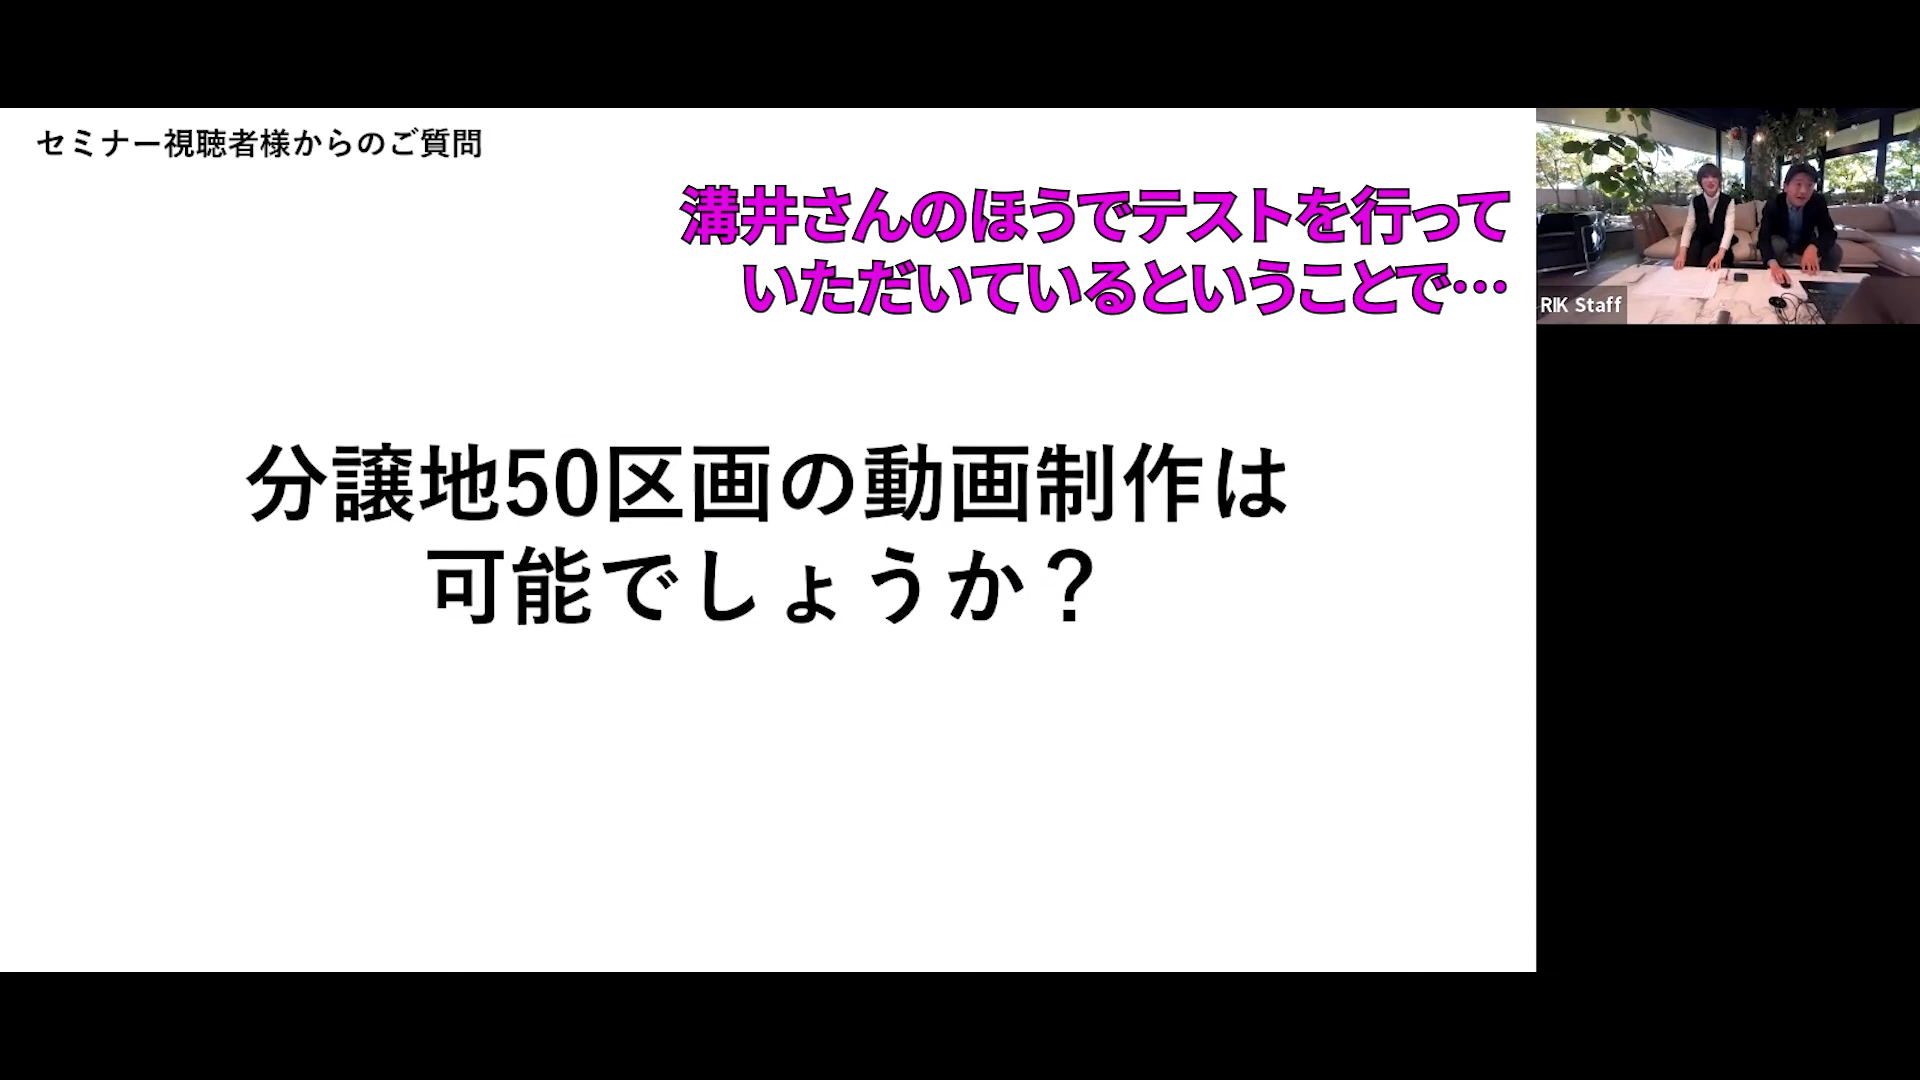 セミナー視聴者様からのご質問
溝井さんのほうでテストを行って
いただいているということで…
RIK Staff
分譲地50区画の動画制作は
可能でしょうか？